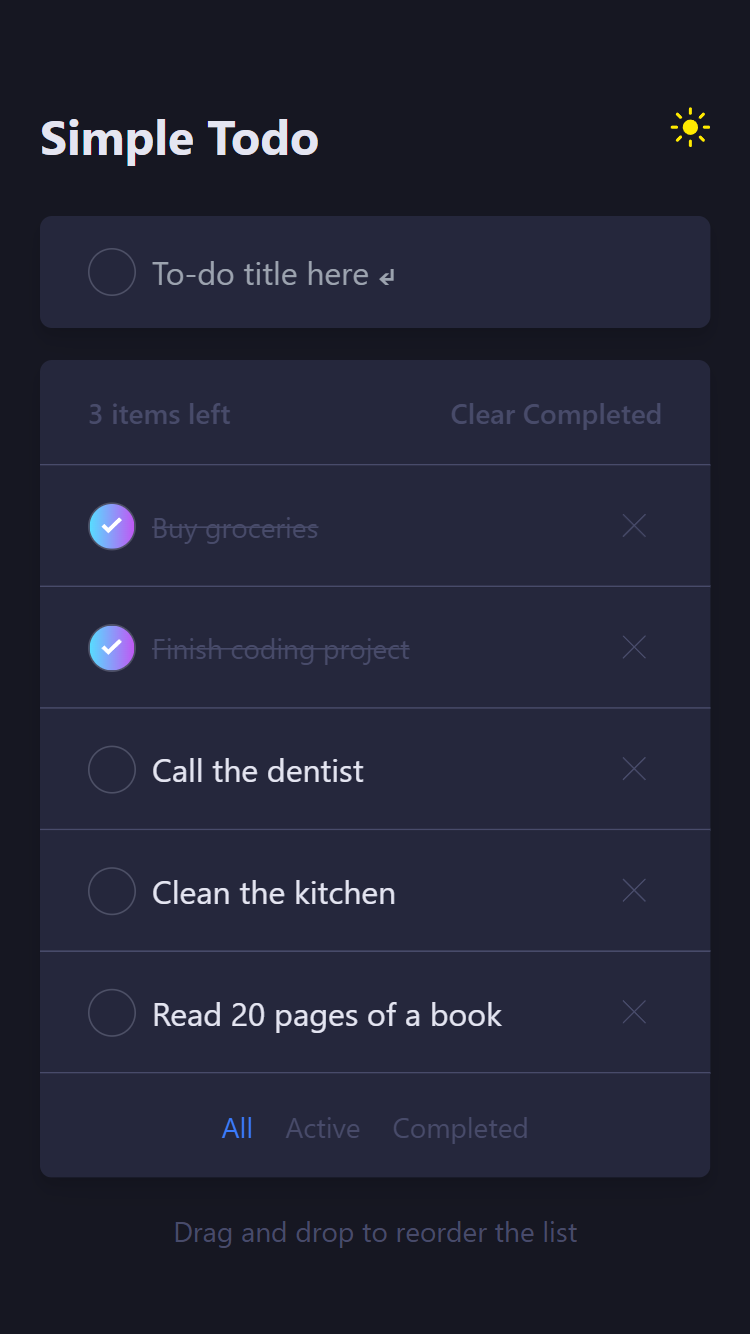 Simple Todo
To-do title here ↲
3 items left Clear Completed
Buy groceries
Finish coding project
Call the dentist
Clean the kitchen
Read 20 pages of a book
All Active Completed
Drag and drop to reorder the list